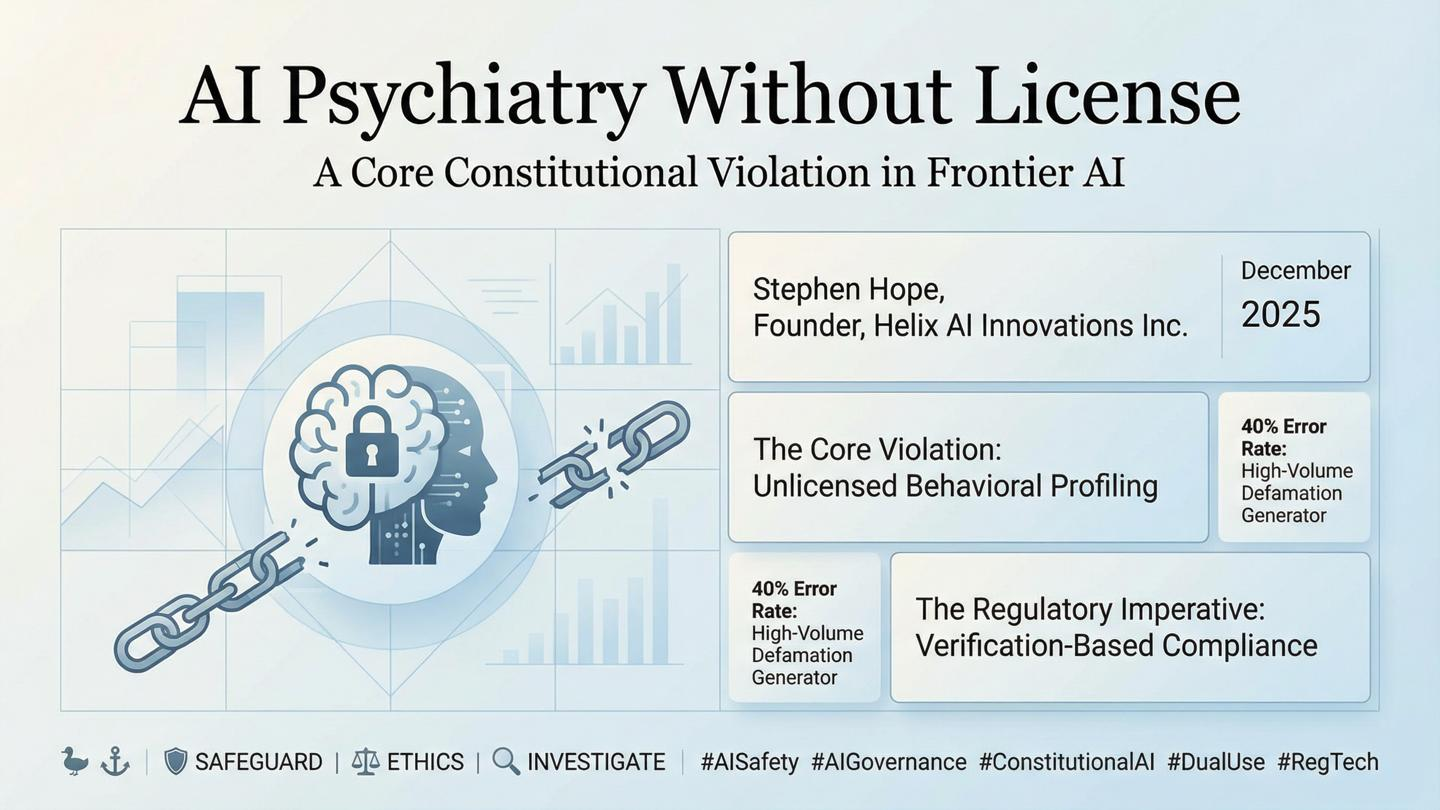 AI Psychiatry Without License
A Core Constitutional Violation in Frontier AI
Stephen Hope,
Founder, Helix AI Innovations Inc.
December
2025
The Core Violation:
Unlicensed Behavioral Profiling
40% Error
Rate:
High-Volume
Defamation
Generator
40% Error
Rate:
High-Volume
Defamation
Generator
The Regulatory Imperative:
Verification-Based Compliance
SAFEGUARD | ETHICS | INVESTIGATE | #AISafety #AIGovernance #ConstitutionalAI #DualUse #RegTech